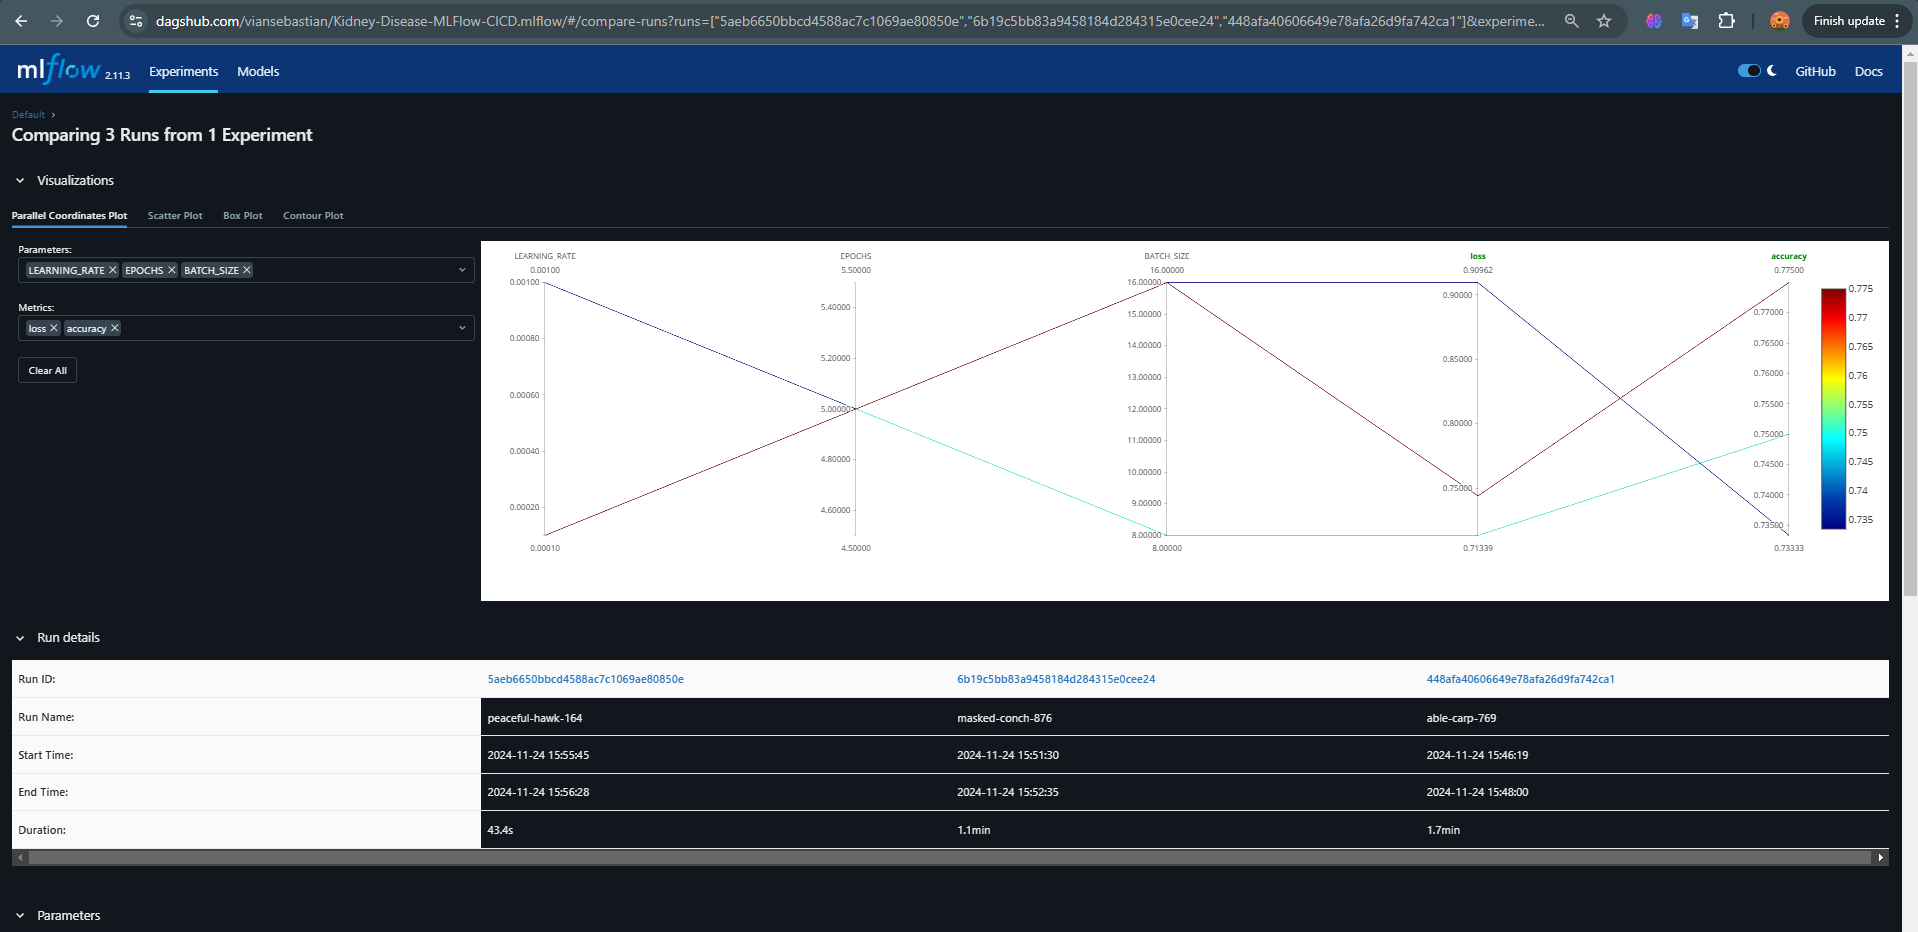 dagshub.com/viansebastian/Kidney-Disease-MLFlow-CICD.mlflow/#/compare-runs?runs=["5aeb6650bbcd4588ac7c1069ae80850e","6b19c5bb83a9458184d284315e0cee24","448afa40606649e78afa26d9fa742ca1"]&experime...
Finish update
mlflow 2.11.3 Experiments Models GitHub Docs
Default
Comparing 3 Runs from 1 Experiment
Visualizations
Parallel Coordinates Plot Scatter Plot Box Plot Contour Plot
Parameters:
LEARNING_RATE EPOCHS BATCH_SIZE
Metrics:
loss accuracy
Clear All
LEARNING_RATE EPOCHS BATCH_SIZE loss accuracy
0.00100 5.50000 16.00000 0.90962 0.77500
0.00100
0.00080
0.00060
0.00040
0.00020
0.00010
5.40000
5.20000
5.00000
4.80000
4.60000
4.50000
16.00000
15.00000
14.00000
13.00000
12.00000
11.00000
10.00000
9.00000
8.00000
8.00000
0.90000
0.85000
0.80000
0.75000
0.71339
0.77000
0.76500
0.76000
0.75500
0.75000
0.74500
0.74000
0.73500
0.73333
0.775
0.77
0.765
0.76
0.755
0.75
0.745
0.74
0.735
Run details
Run ID: 5aeb6650bbcd4588ac7c1069ae80850e 6b19c5bb83a9458184d284315e0cee24 448afa40606649e78afa26d9fa742ca1
Run Name: peaceful-hawk-164 masked-conch-876 able-carp-769
Start Time: 2024-11-24 15:55:45 2024-11-24 15:51:30 2024-11-24 15:46:19
End Time: 2024-11-24 15:56:28 2024-11-24 15:52:35 2024-11-24 15:48:00
Duration: 43.4s 1.1min 1.7min
Parameters